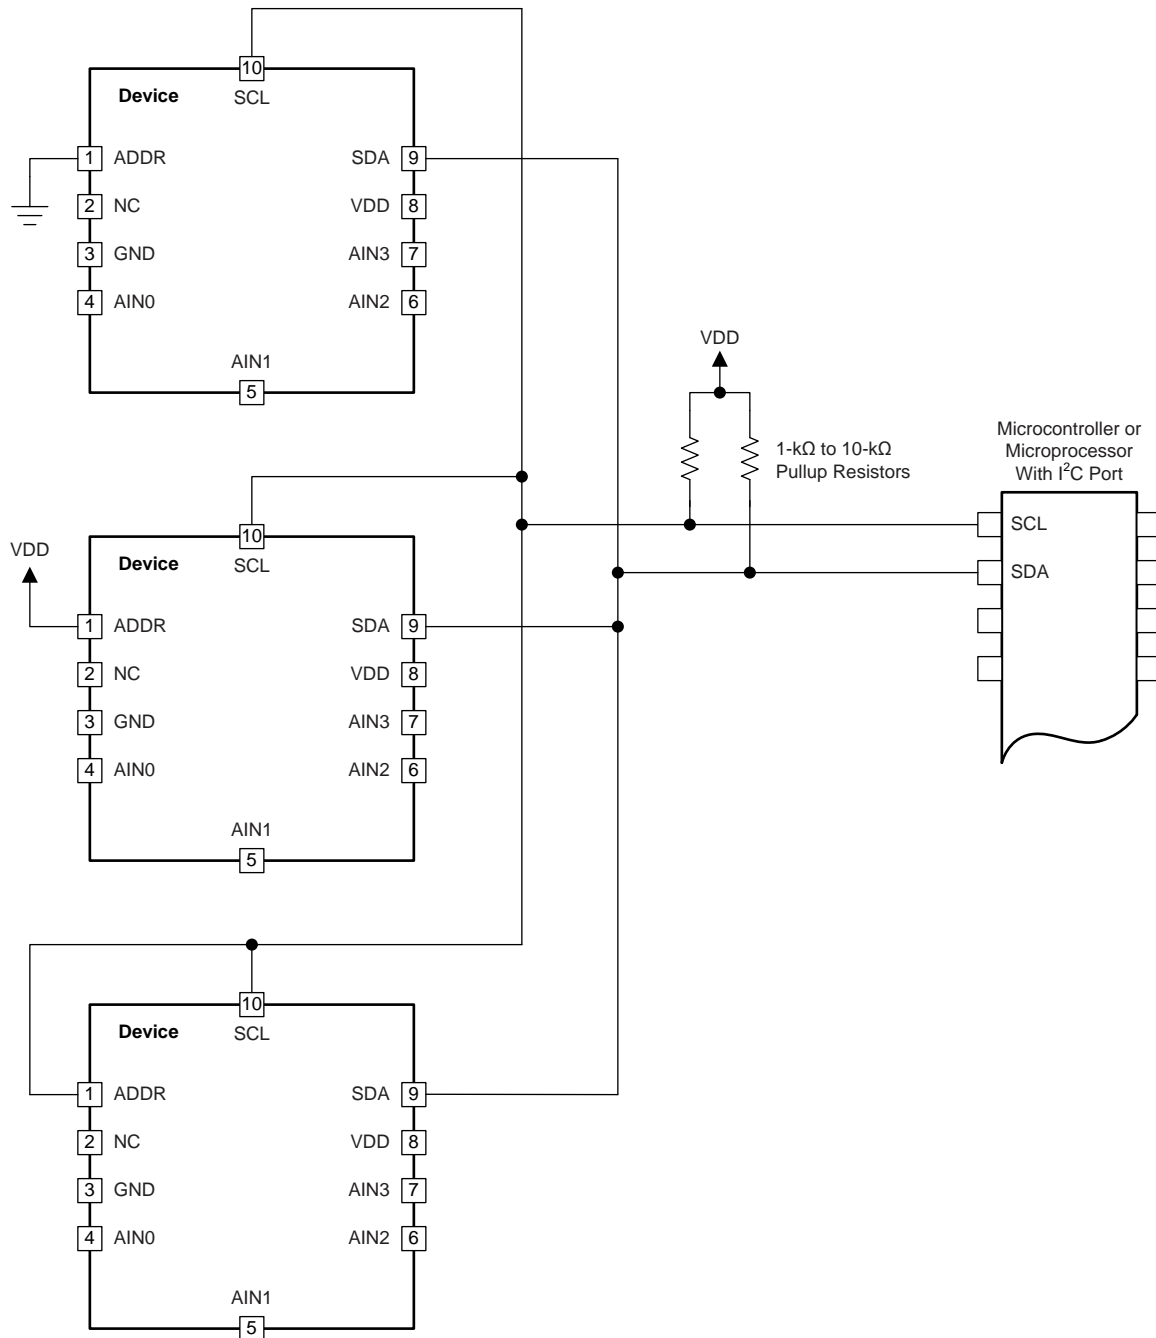 10
Device
SCL
1 ADDR
SDA 9
2 NC
VDD 8
3 GND
AIN3 7
4 AIN0
AIN2 6
AIN1
5
VDD
1-kΩ to 10-kΩ
Pullup Resistors
Microcontroller or
Microprocessor
With I²C Port
SCL
SDA
10
Device
SCL
VDD
1 ADDR
SDA 9
2 NC
VDD 8
3 GND
AIN3 7
4 AIN0
AIN2 6
AIN1
5
10
Device
SCL
1 ADDR
SDA 9
2 NC
VDD 8
3 GND
AIN3 7
4 AIN0
AIN2 6
AIN1
5